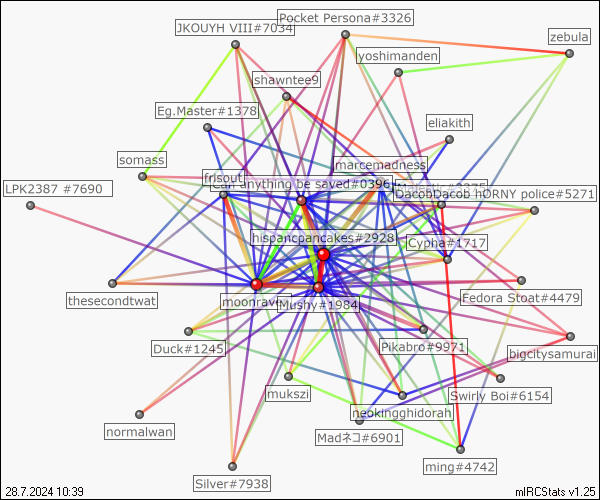 Pocket Persona#3326
JKOUYH VIII#7034
zebula
yoshimanden
shawntee9
Eg.Master#1378
eliakith
somass
marcemadness
frisout
LPK2387 #7690
Can anything be saved#0396
DacobDacob hORNY police#5271
hispancpancakes#2928
Cypha#1717
thesecondtwat
moonrave
Mushy#1984
Fedora Stoat#4479
Duck#1245
Pikabro#9971
bigcitysamurai
mukszi
Swirly Boi#6154
neokingghidorah
normalwan
Madネコ#6901
ming#4742
Silver#7938
28.7.2024 10:39
mIRCStats v1.25